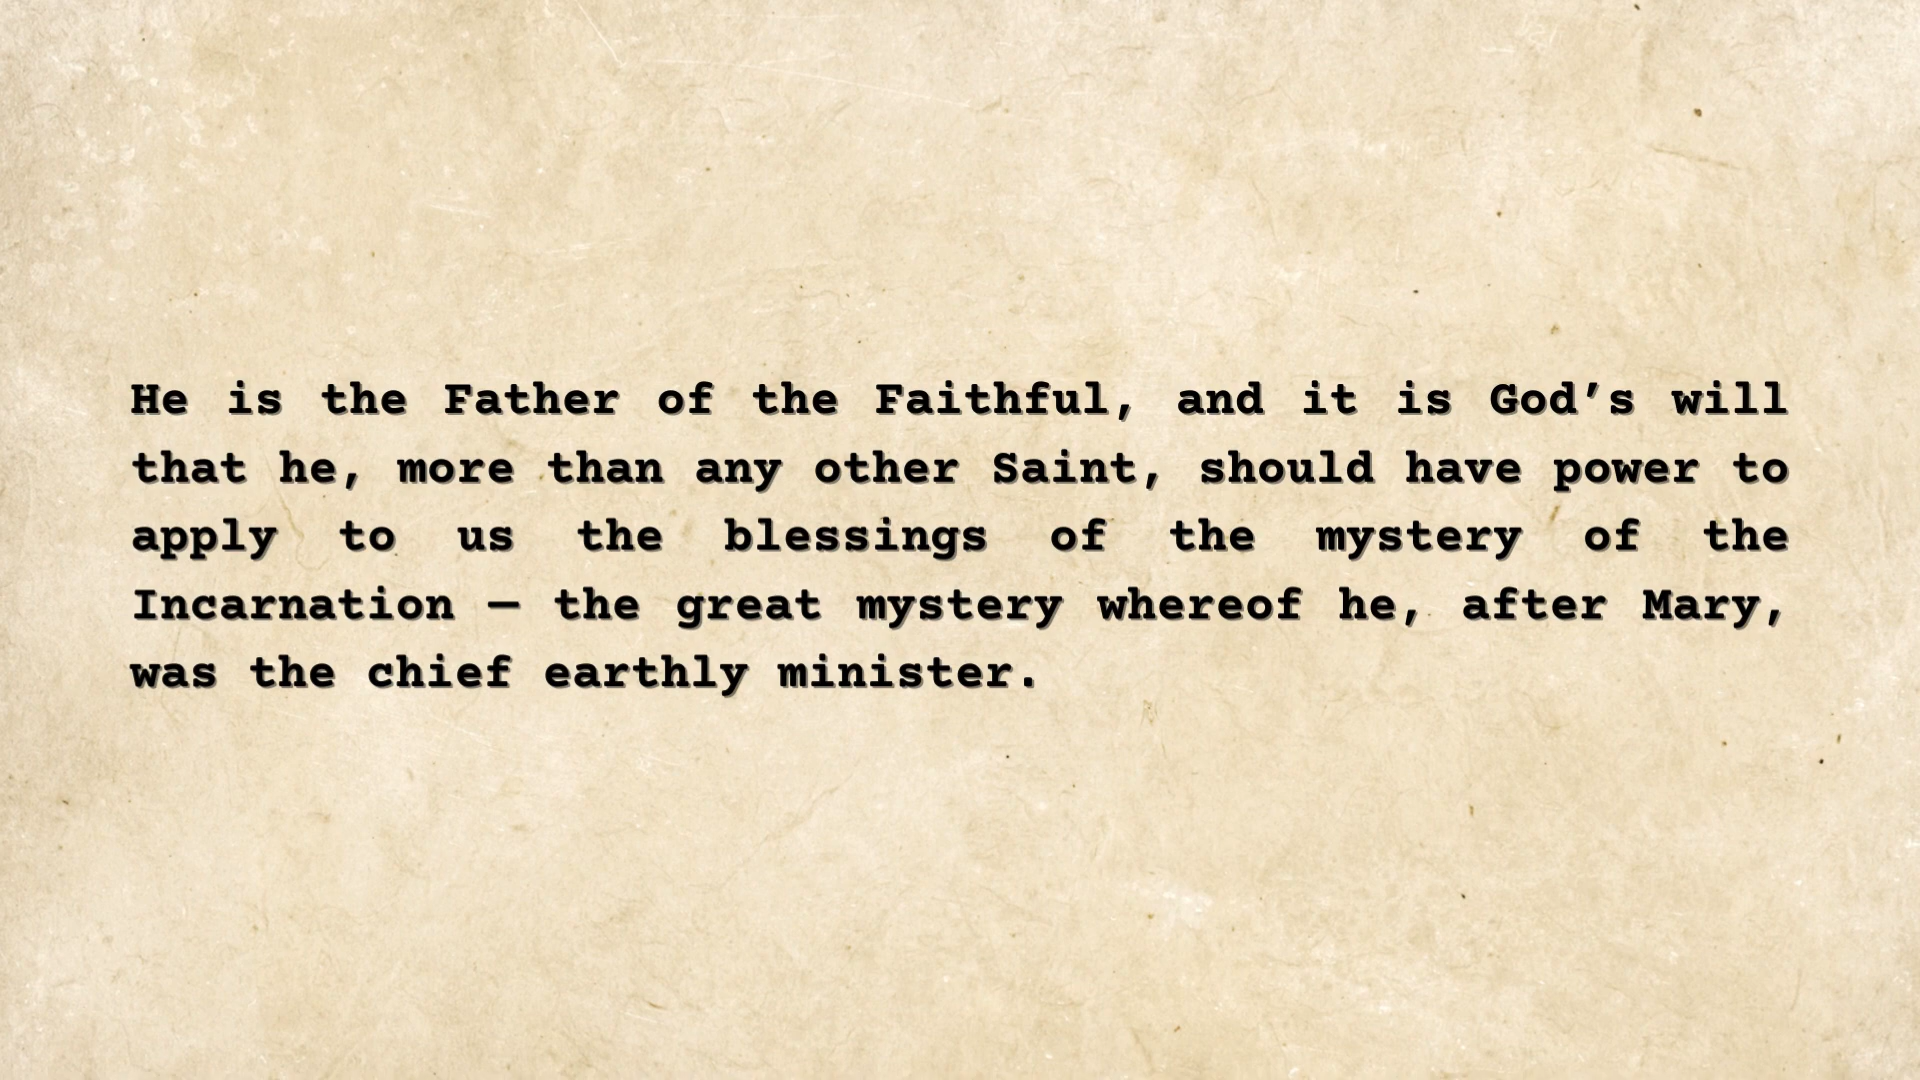 He is the Father of the Faithful, and it is God’s will
that he, more than any other Saint, should have power to
apply to us the blessings of the mystery of the
Incarnation — the great mystery whereof he, after Mary,
was the chief earthly minister.